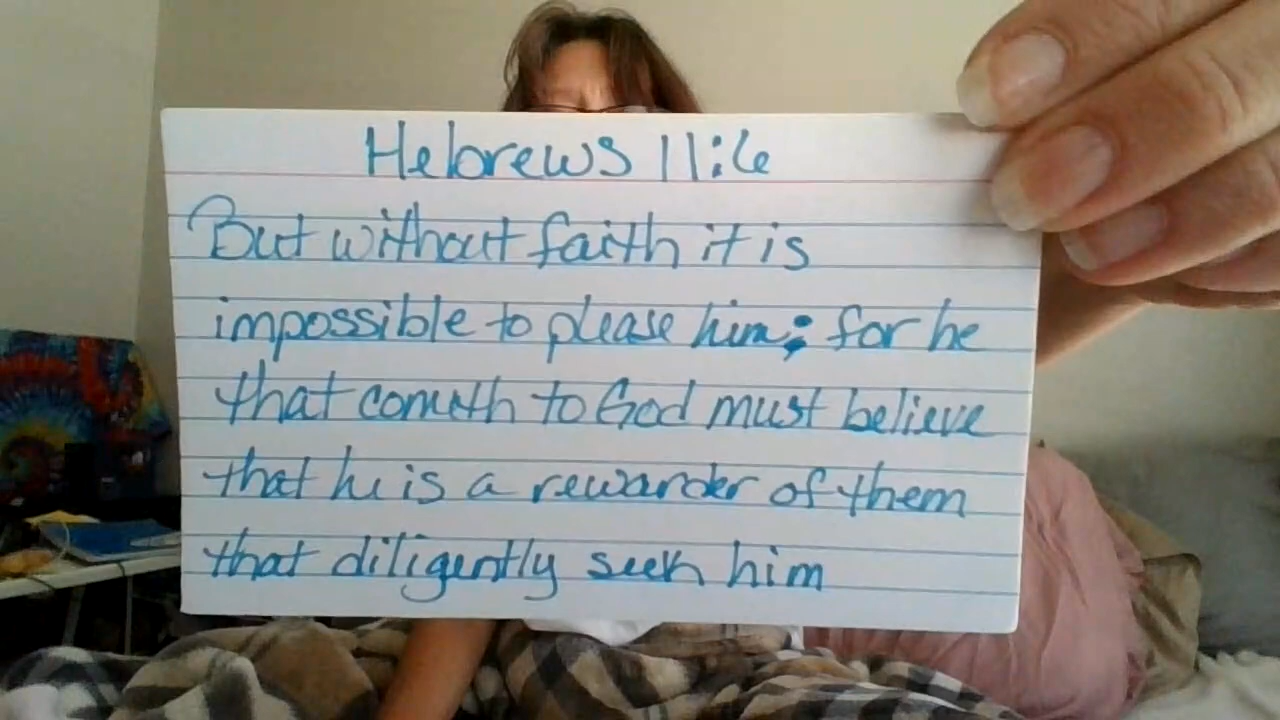 Hebrews 11:6
But without faith it is
impossible to please him; for he
that cometh to God must believe
that he is a rewarder of them
that diligently seek him